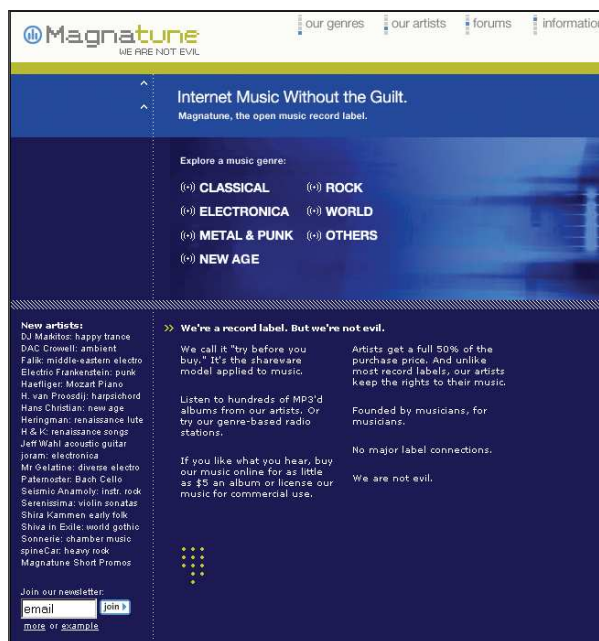 Magnatune
WE ARE NOT EVIL
our genres
our artists
forums
informatio
Internet Music Without the Guilt.
Magnatune, the open music record label.
Explore a music genre:
CLASSICAL
ROCK
ELECTRONICA
WORLD
METAL & PUNK
OTHERS
NEW AGE
New artists:
DJ Markitos: happy trance
DAC Crowell: ambient
Falik: middle-eastern electro
Electric Frankenstein: punk
Haefliger: Mozart Piano
H. van Proosdij: harpsichord
Hans Christian: new age
Heringman: renaissance lute
H & K: renaissance songs
Jeff Wahl acoustic guitar
joram: electronica
Mr Gelatine: diverse electro
Paternoster: Bach Cello
Seismic Anamoly: instr. rock
Serenissima: violin sonatas
Shira Kammen early folk
Shiva in Exile: world gothic
Sonnerie: chamber music
spineCar: heavy rock
Magnatune Short Promos
Join our newsletter:
email
join
more or example
We're a record label. But we're not evil.
We call it "try before you
buy." It's the shareware
model applied to music.
Listen to hundreds of MP3'd
albums from our artists. Or
try our genre-based radio
stations.
If you like what you hear, buy
our music online for as little
as $5 an album or license our
music for commercial use.
Artists get a full 50% of the
purchase price. And unlike
most record labels, our artists
keep the rights to their music.
Founded by musicians, for
musicians.
No major label connections.
We are not evil.